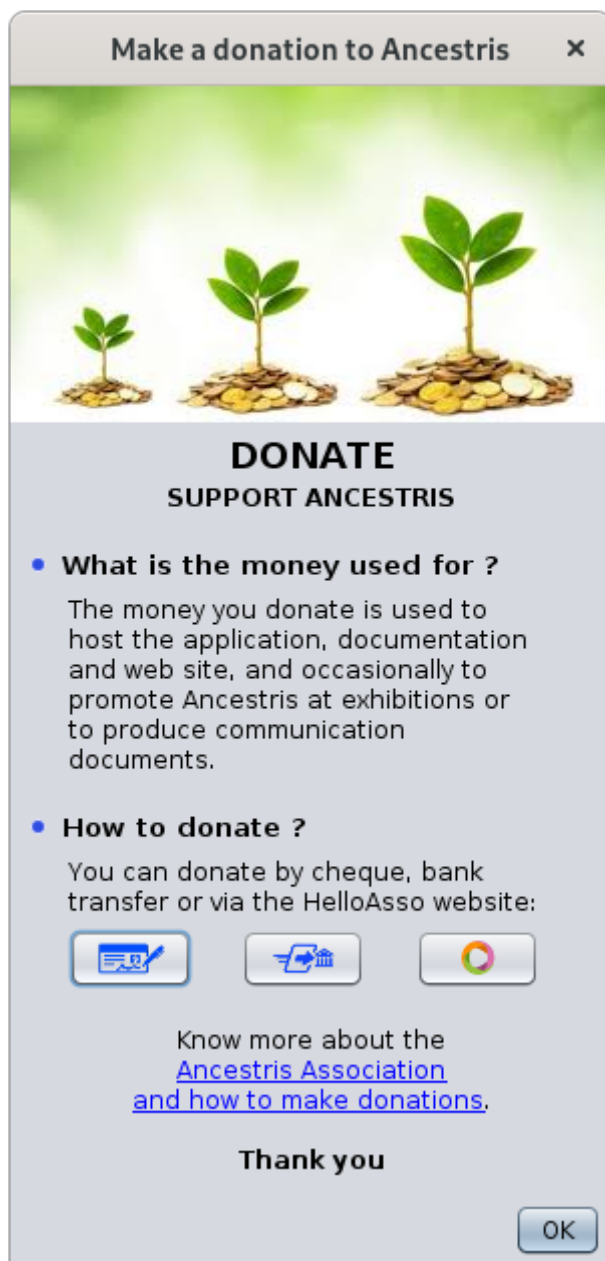 Make a donation to Ancestris ×
DONATE
SUPPORT ANCESTRIS
• What is the money used for ?
The money you donate is used to
host the application, documentation
and web site, and occasionally to
promote Ancestris at exhibitions or
to produce communication
documents.
• How to donate ?
You can donate by cheque, bank
transfer or via the HelloAsso website:
Know more about the
Ancestris Association
and how to make donations.
Thank you
OK